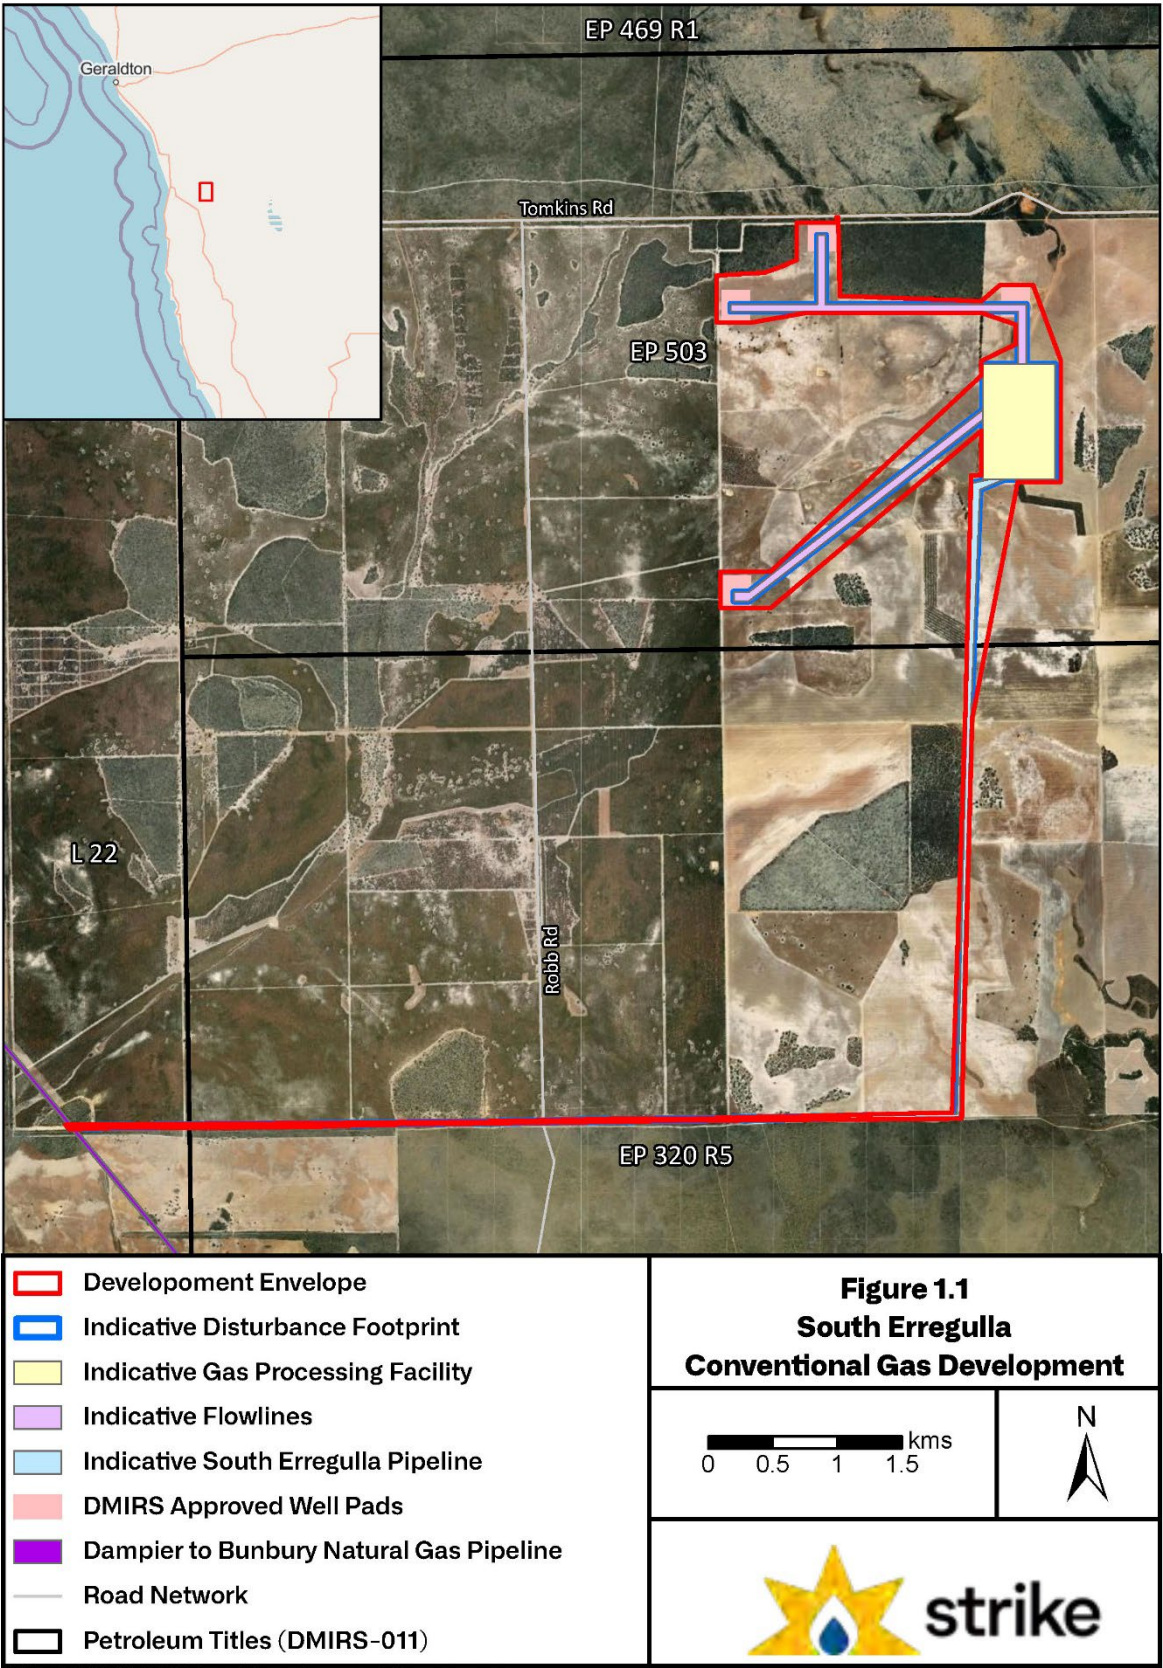 EP 469 R1
Geraldton
Tomkins Rd
EP 503
L 22
Robb Rd
EP 320 R5
Developoment Envelope
Indicative Disturbance Footprint
Indicative Gas Processing Facility
Indicative Flowlines
Indicative South Erregulla Pipeline
DMIRS Approved Well Pads
Dampier to Bunbury Natural Gas Pipeline
Road Network
Petroleum Titles (DMIRS-011)
Figure 1.1
South Erregulla
Conventional Gas Development
kms
0 0.5 1 1.5
N
strike